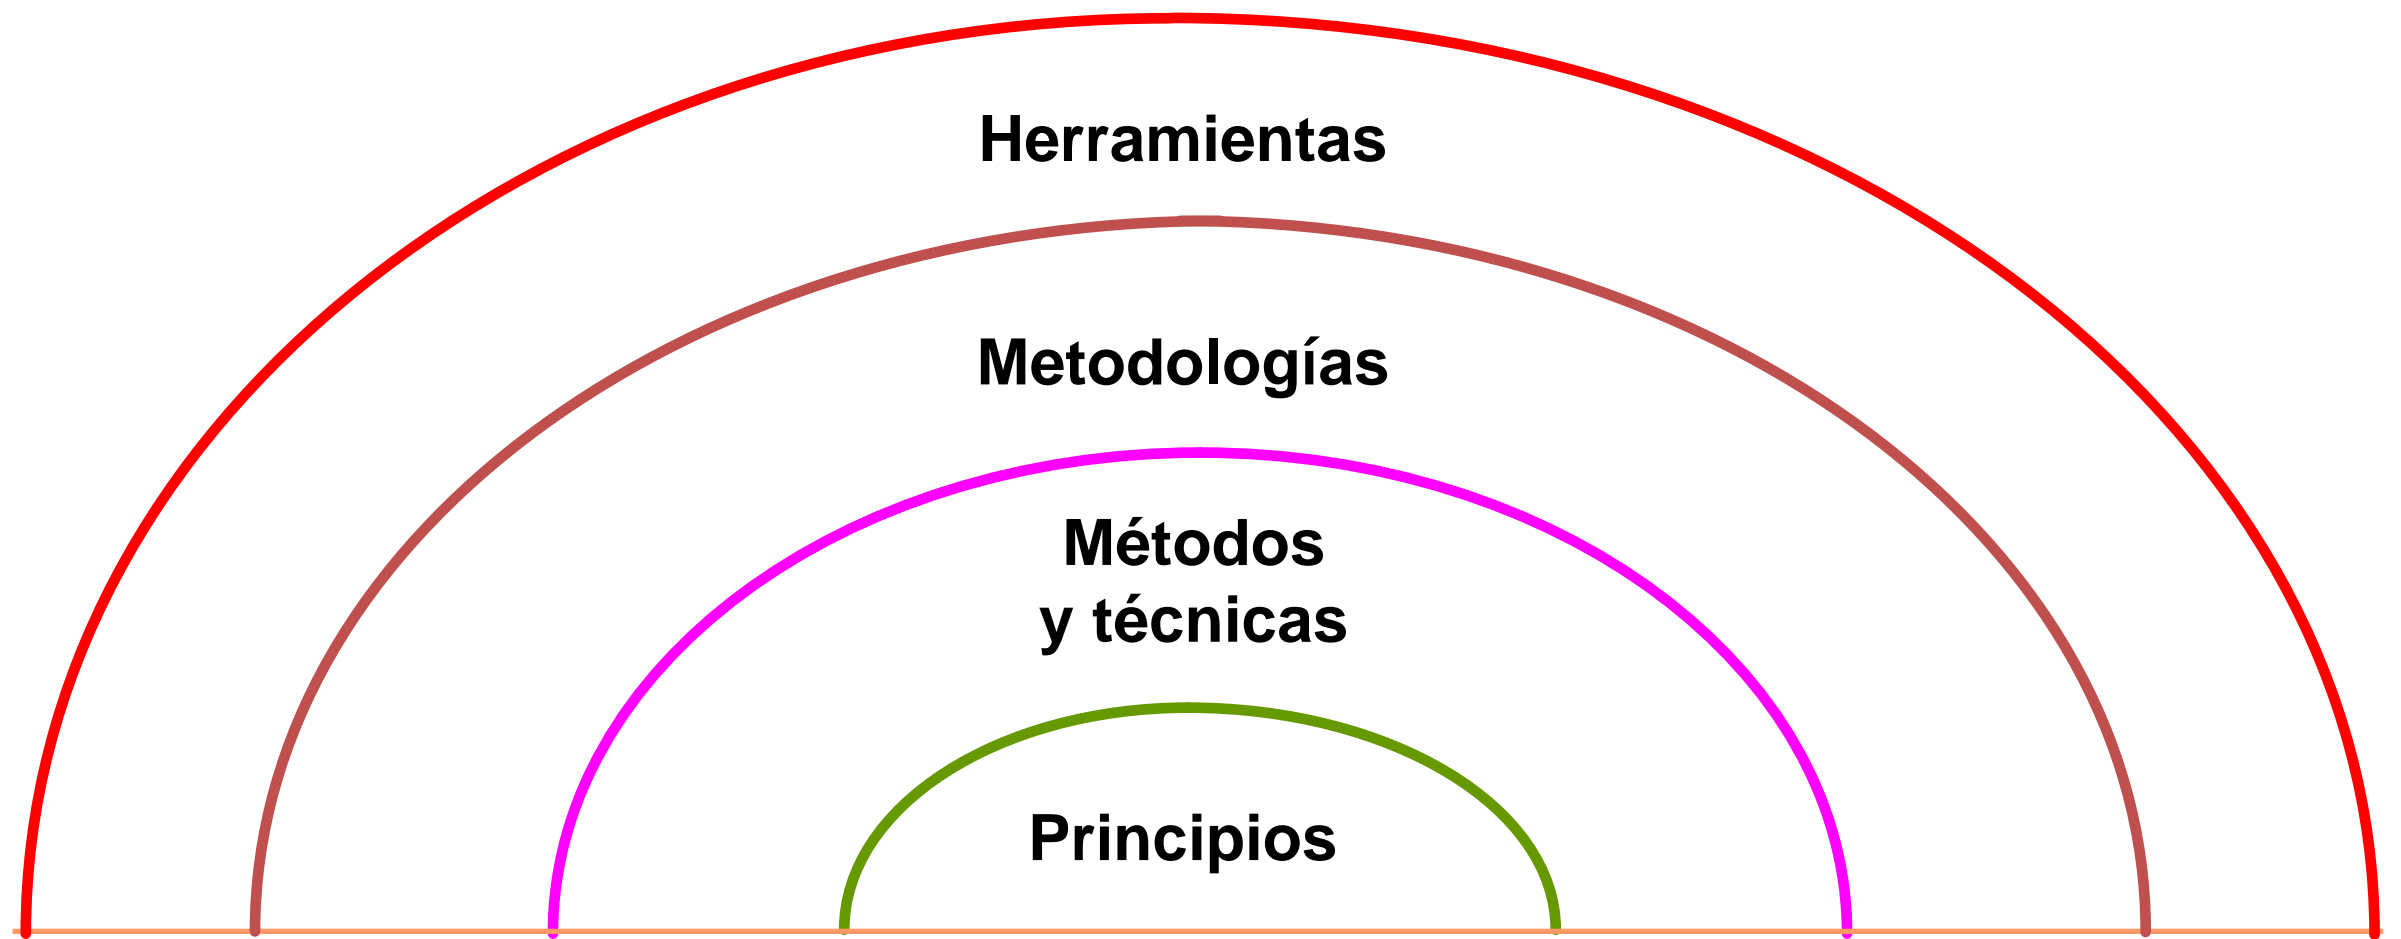 Herramientas
Metodologías
Métodos
y técnicas
Principios